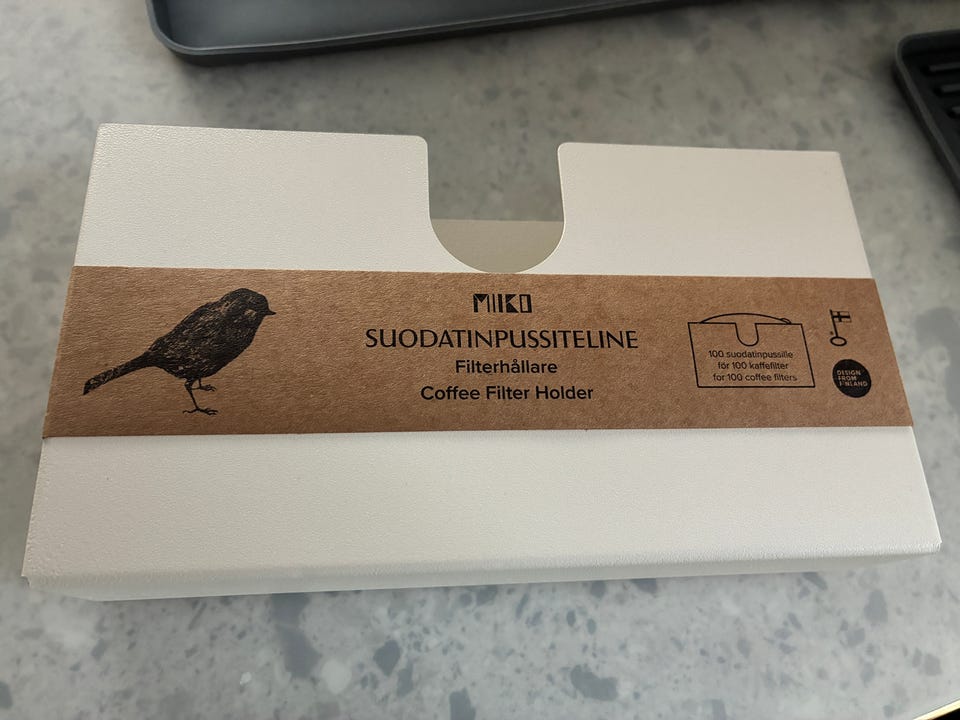 MIIKO
SUODATINPUSSITELINE
Filterhållare
Coffee Filter Holder
100 suodatinpussille
för 100 kaffefilter
for 100 coffee filters
DESIGN
FROM
FINLAND